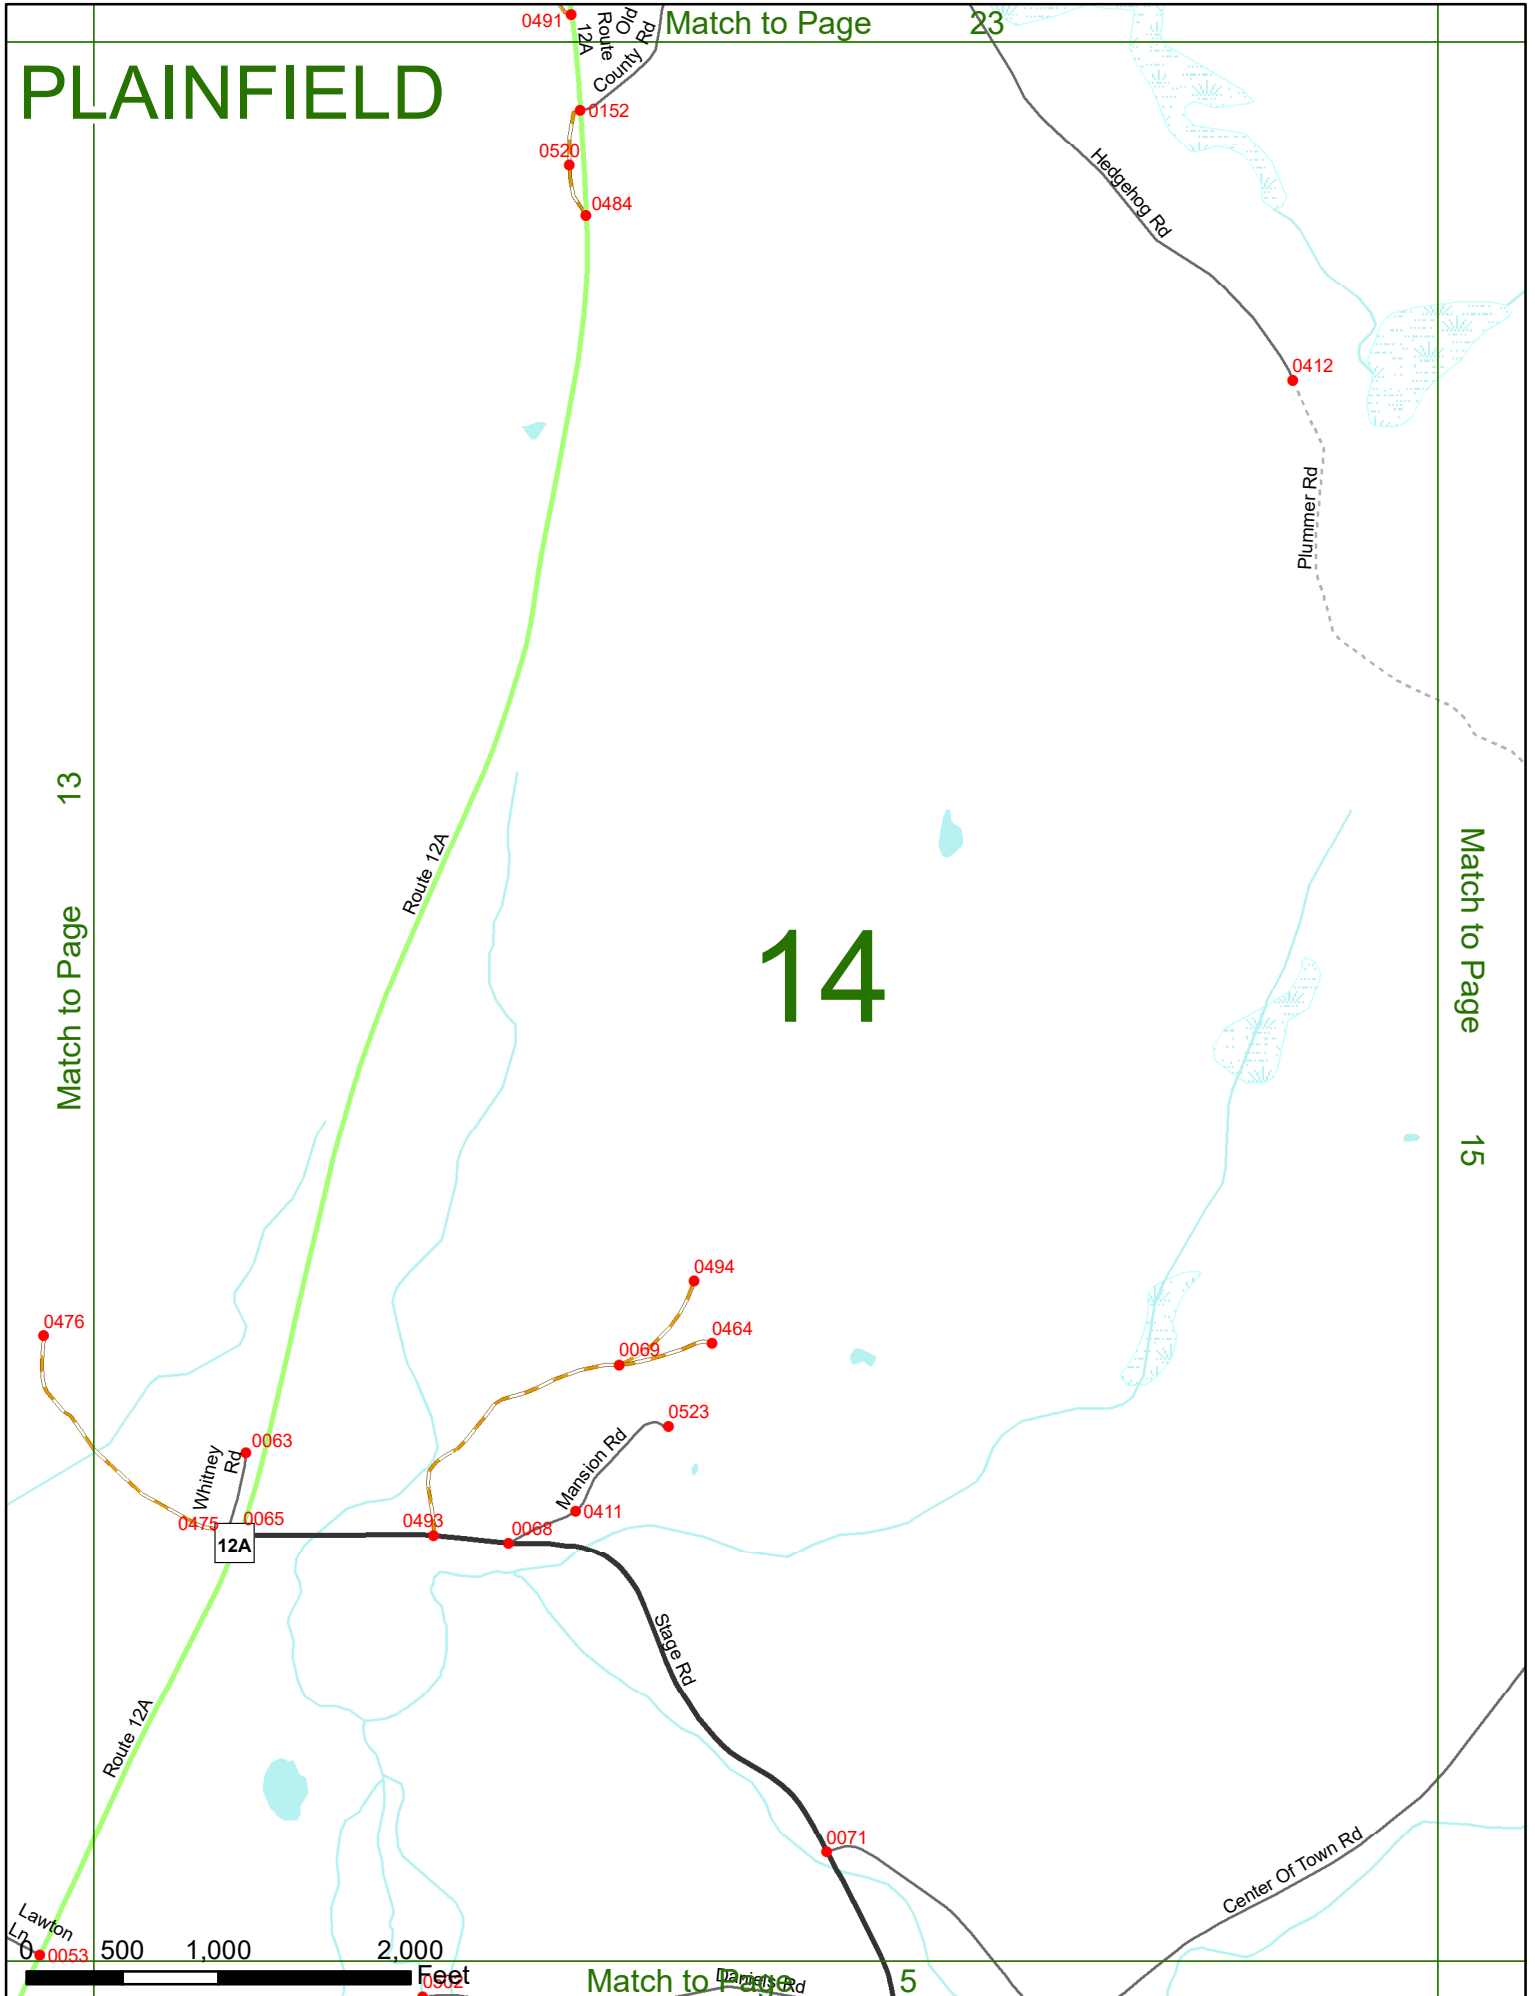 Match to Page 23
PLAINFIELD
0491
Old
Route
12A
County Rd
0152
0520
0484
Hedgehog Rd
0412
Plummer Rd
Match to Page 13
Route 12A
14
Match to Page 15
0494
0476
0464
0069
0523
0063
Whitney
Rd
Mansion Rd
0411
0475
0065
0493
0068
12A
Stage Rd
Route 12A
0071
Center Of Town Rd
Lawton
Ln
0053
0 500 1,000 2,000
Feet
0502
Match to Page 5
Daniels Rd